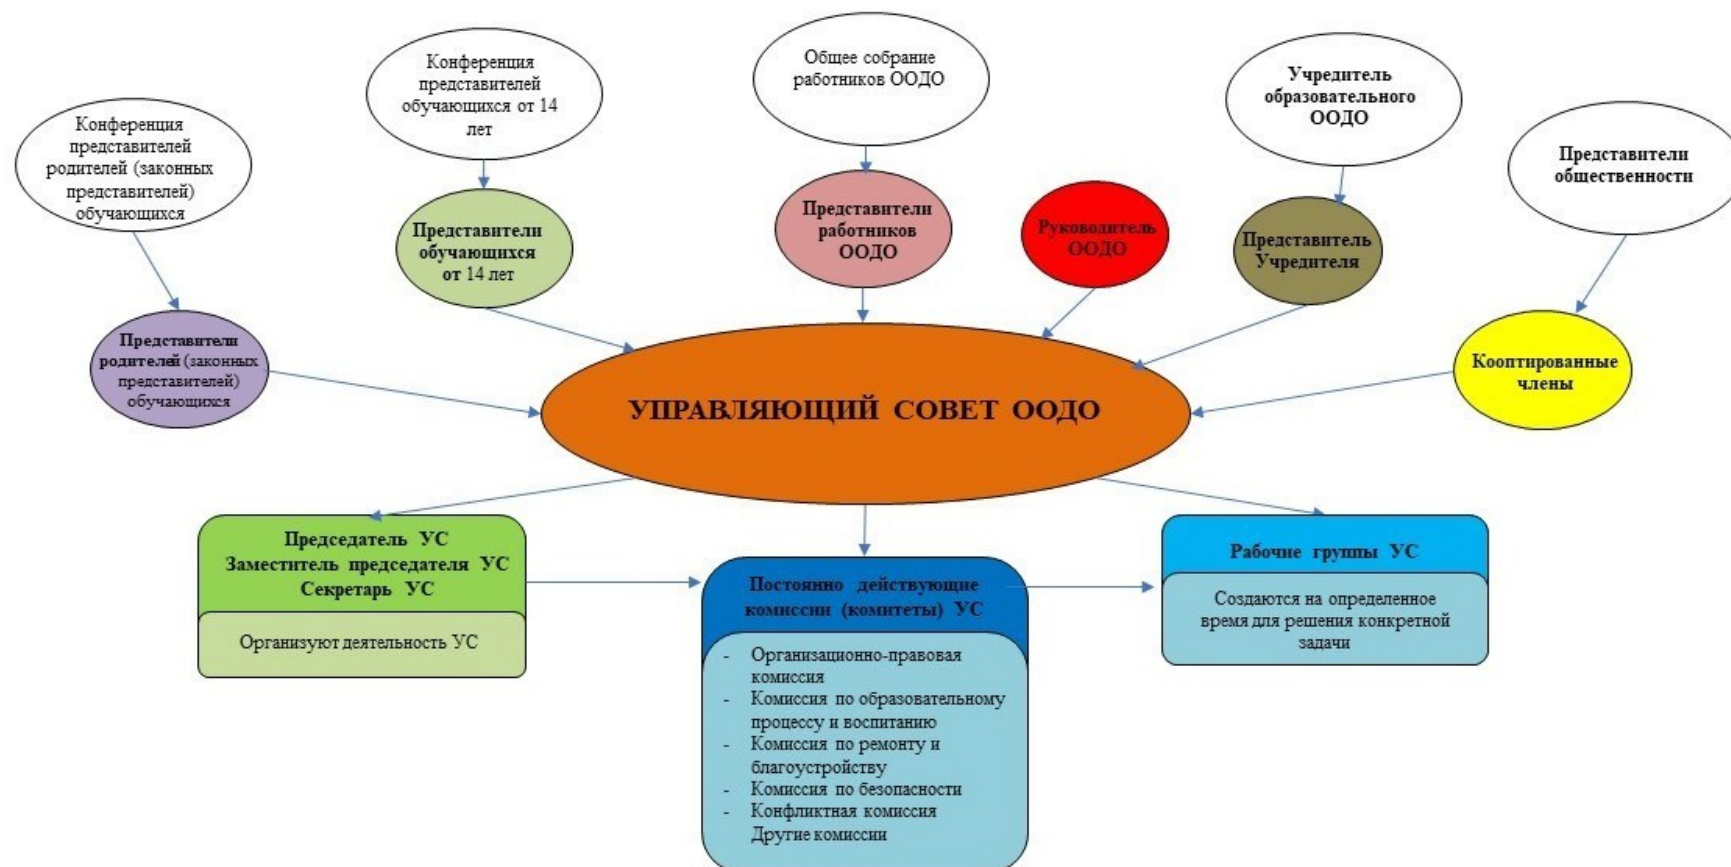 Конференция
представителей
родителей (законных
представителей)
обучающихся
Конференция
представителей
обучающихся от 14
лет
Общее собрание
работников ООДО
Учредитель
образовательного
ООДО
Представители
общественности
Представители
родителей (законных
представителей)
обучающихся
Представители
обучающихся
от 14 лет
Представители
работников
ООДО
Руководитель
ООДО
Представитель
Учредителя
Кооптированные
члены
УПРАВЛЯЮЩИЙ СОВЕТ ООДО
Председатель УС
Заместитель председателя УС
Секретарь УС
Организуют деятельность УС
Постоянно действующие
комиссии (комитеты) УС
- Организационно-правовая
комиссия
- Комиссия по образовательному
процессу и воспитанию
- Комиссия по ремонту и
благоустройству
- Комиссия по безопасности
- Конфликтная комиссия
Другие комиссии
Рабочие группы УС
Создаются на определенное
время для решения конкретной
задачи